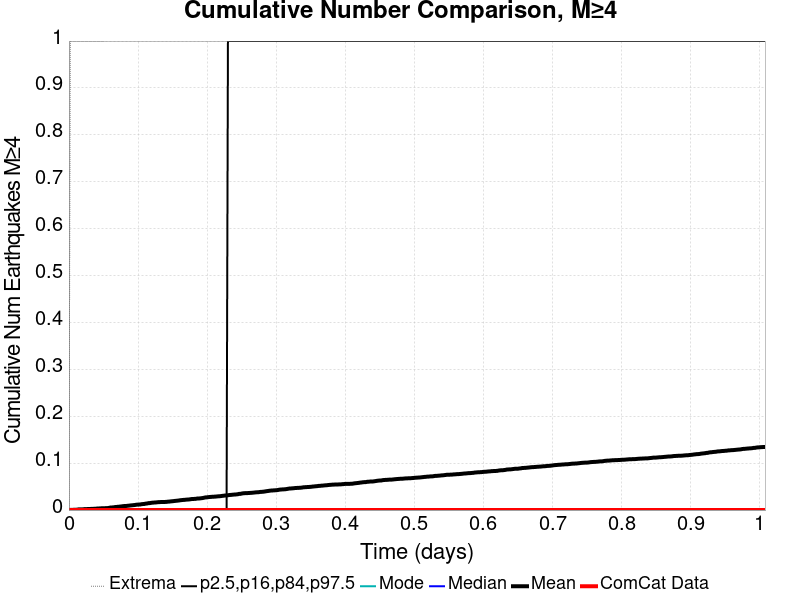 Cumulative Number Comparison, M≥4
Cumulative Num Earthquakes M≥4
1
0.9
0.8
0.7
0.6
0.5
0.4
0.3
0.2
0.1
0
0 0.1 0.2 0.3 0.4 0.5 0.6 0.7 0.8 0.9 1
Time (days)
Extrema p2.5,p16,p84,p97.5 Mode Median Mean ComCat Data